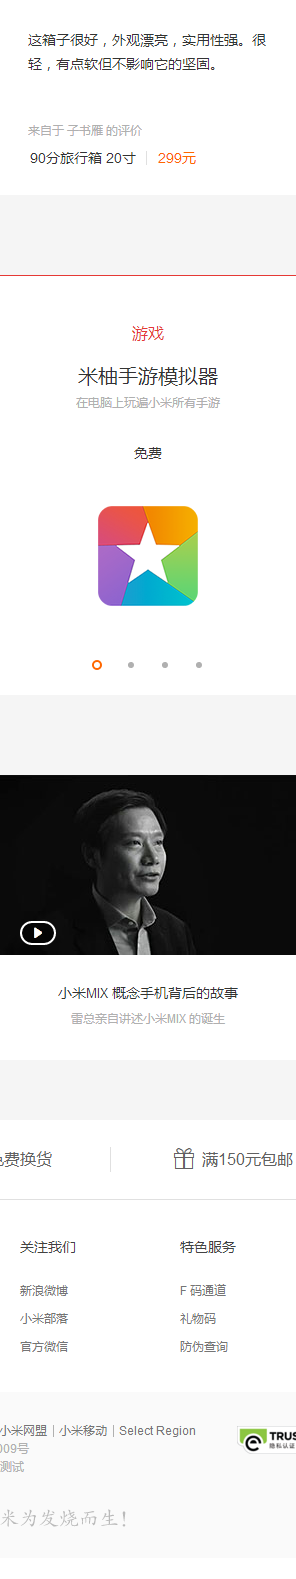 这箱子很好，外观漂亮，实用性强。很
轻，有点软但不影响它的坚固。
来自于 子书雁 的评价
90分旅行箱 20寸 | 299元
游戏
米柚手游模拟器
在电脑上玩遍小米所有手游
免费
小米MIX 概念手机背后的故事
雷总亲自讲述小米MIX 的诞生
费换货
满150元包邮
关注我们
特色服务
新浪微博
F 码通道
小米部落
礼物码
官方微信
防伪查询
小米网盟 | 小米移动 | Select Region
009号
测试
TRUS
隐私认证
米为发烧而生!